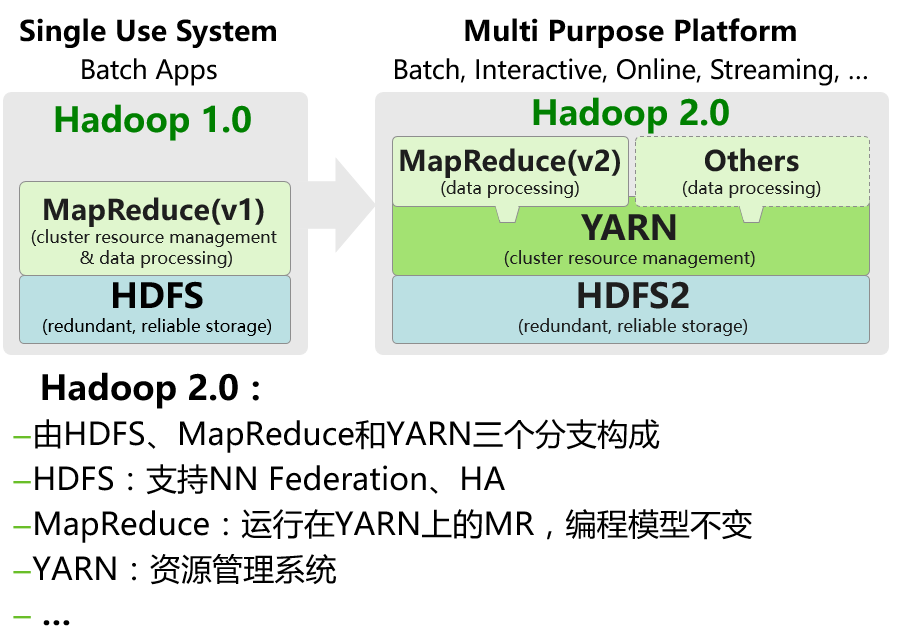 Single Use System
Batch Apps
Hadoop 1.0
MapReduce(v1)
(cluster resource management
& data processing)
HDFS
(redundant, reliable storage)
Multi Purpose Platform
Batch, Interactive, Online, Streaming, …
Hadoop 2.0
MapReduce(v2)
(data processing)
Others
(data processing)
YARN
(cluster resource management)
HDFS2
(redundant, reliable storage)
Hadoop 2.0：
–由HDFS、MapReduce和YARN三个分支构成
–HDFS：支持NN Federation、HA
–MapReduce：运行在YARN上的MR，编程模型不变
–YARN：资源管理系统
– …